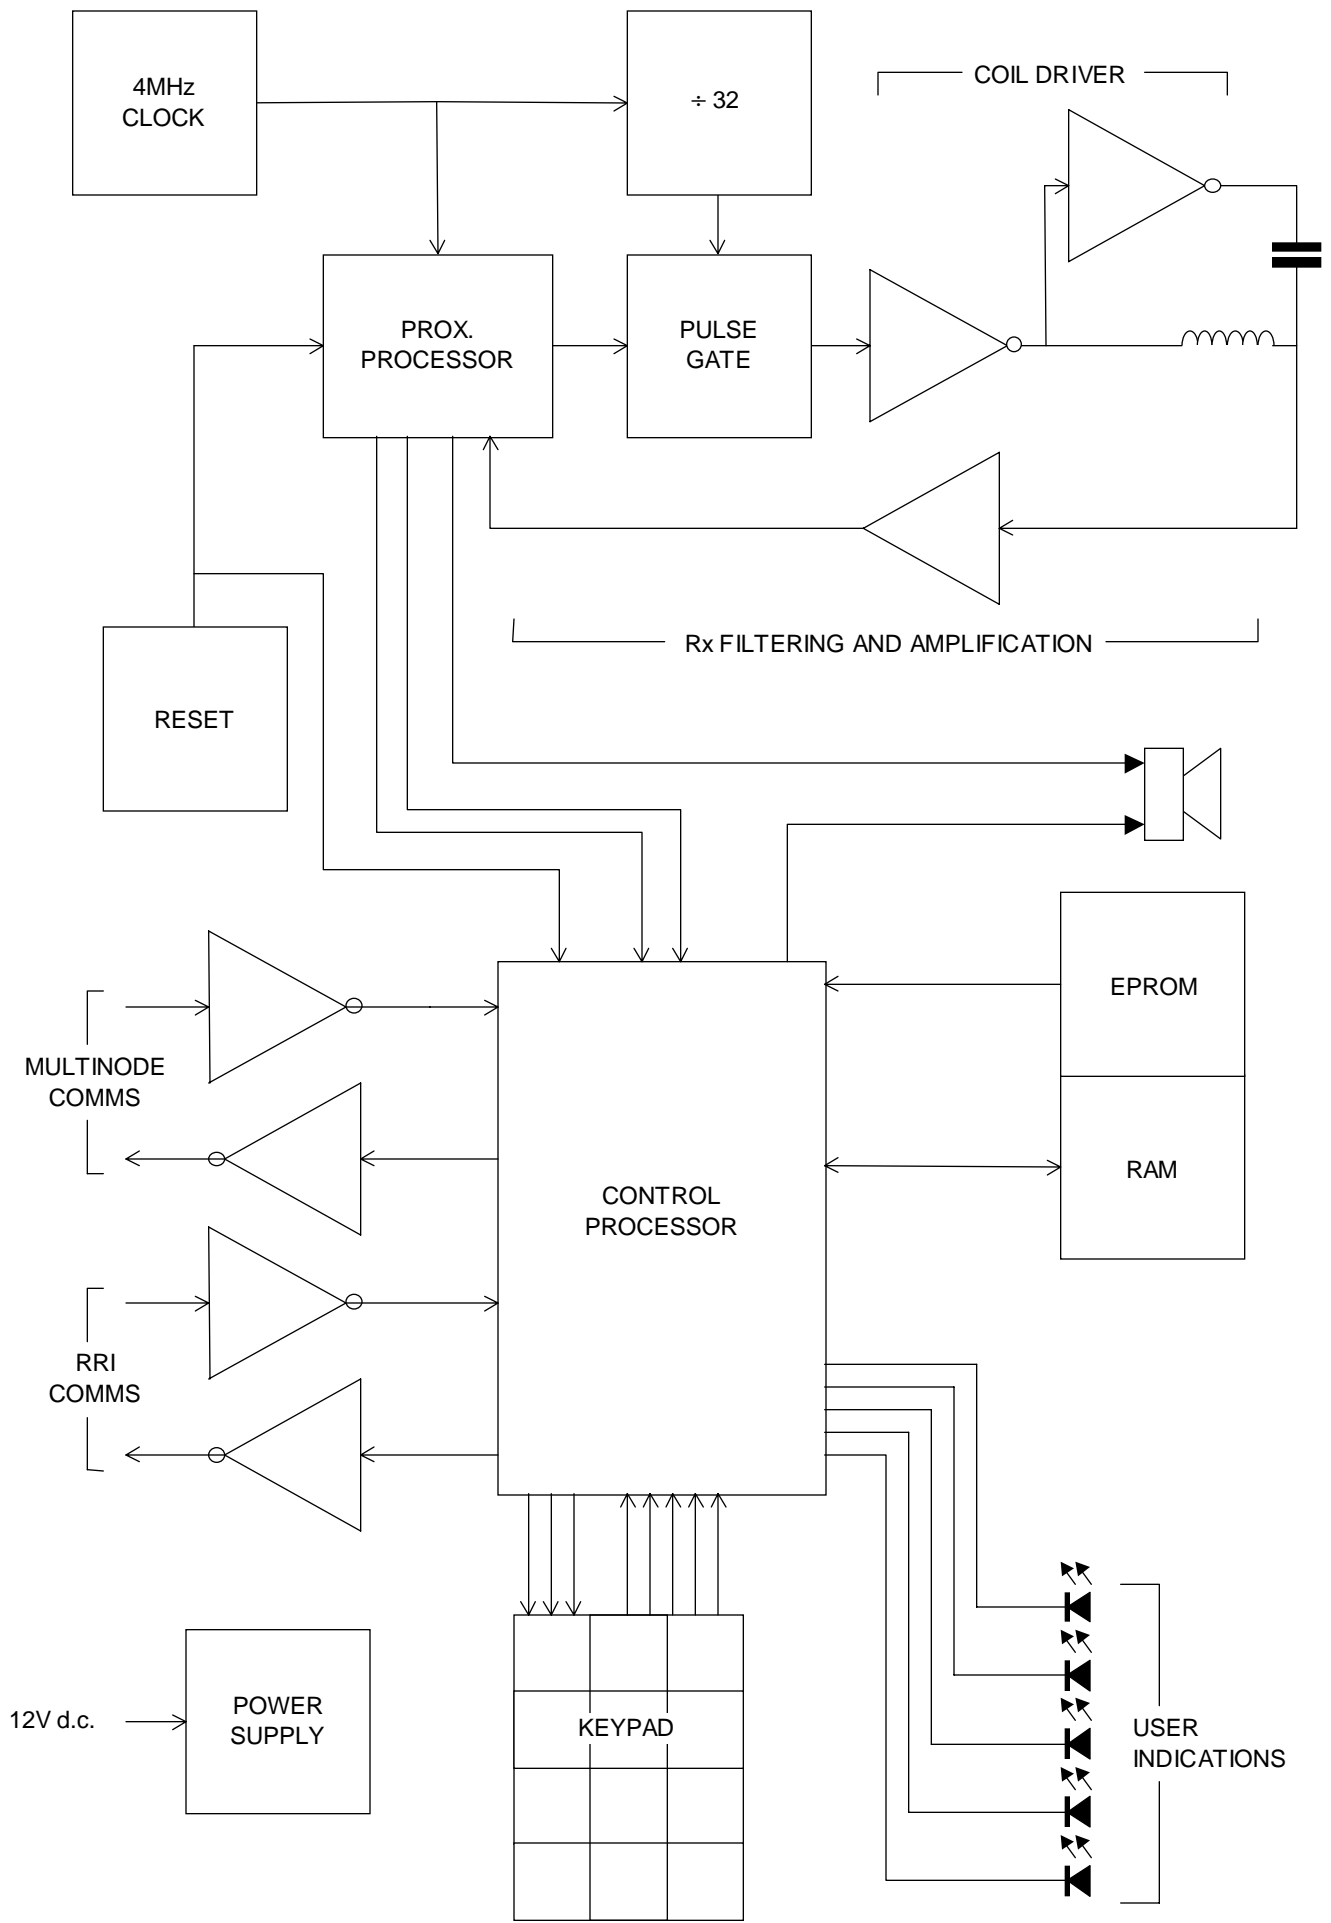 4MHz
CLOCK
÷ 32
COIL DRIVER
PROX.
PROCESSOR
PULSE
GATE
Rx FILTERING AND AMPLIFICATION
RESET
EPROM
MULTINODE
COMMS
RAM
CONTROL
PROCESSOR
RRI
COMMS
12V d.c.
POWER
SUPPLY
KEYPAD
USER
INDICATIONS